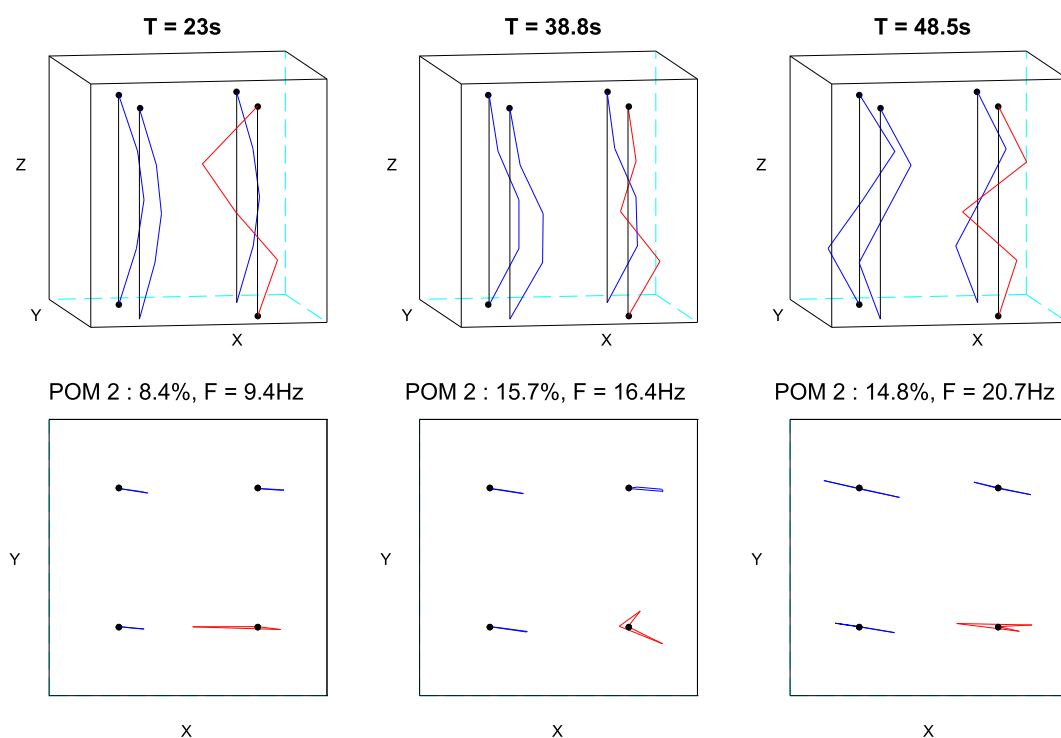 T = 23s
T = 38.8s
T = 48.5s
Z
Z
Z
Y
Y
Y
X
X
X
POM 2 : 8.4%, F = 9.4Hz
POM 2 : 15.7%, F = 16.4Hz
POM 2 : 14.8%, F = 20.7Hz
Y
Y
Y
X
X
X